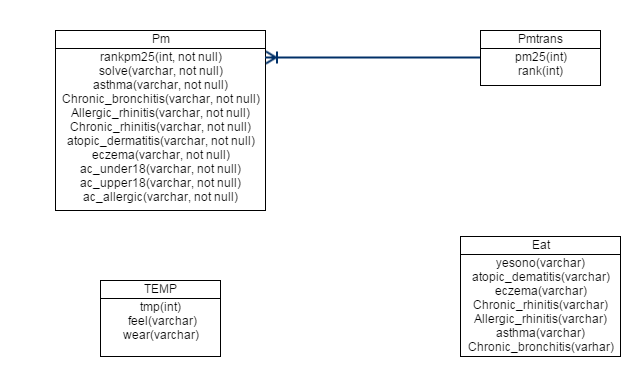 Pm
rankpm25(int, not null)
solve(varchar, not null)
asthma(varchar, not null)
Chronic_bronchitis(varchar, not null)
Allergic_rhinitis(varchar, not null)
Chronic_rhinitis(varchar, not null)
atopic_dermatitis(varchar, not null)
eczema(varchar, not null)
ac_under18(varchar, not null)
ac_upper18(varchar, not null)
ac_allergic(varchar, not null)
Pmtrans
pm25(int)
rank(int)
TEMP
tmp(int)
feel(varchar)
wear(varchar)
Eat
yesono(varchar)
atopic_dematitis(varchar)
eczema(varchar)
Chronic_rhinitis(varchar)
Allergic_rhinitis(varchar)
asthma(varchar)
Chronic_bronchitis(varhar)